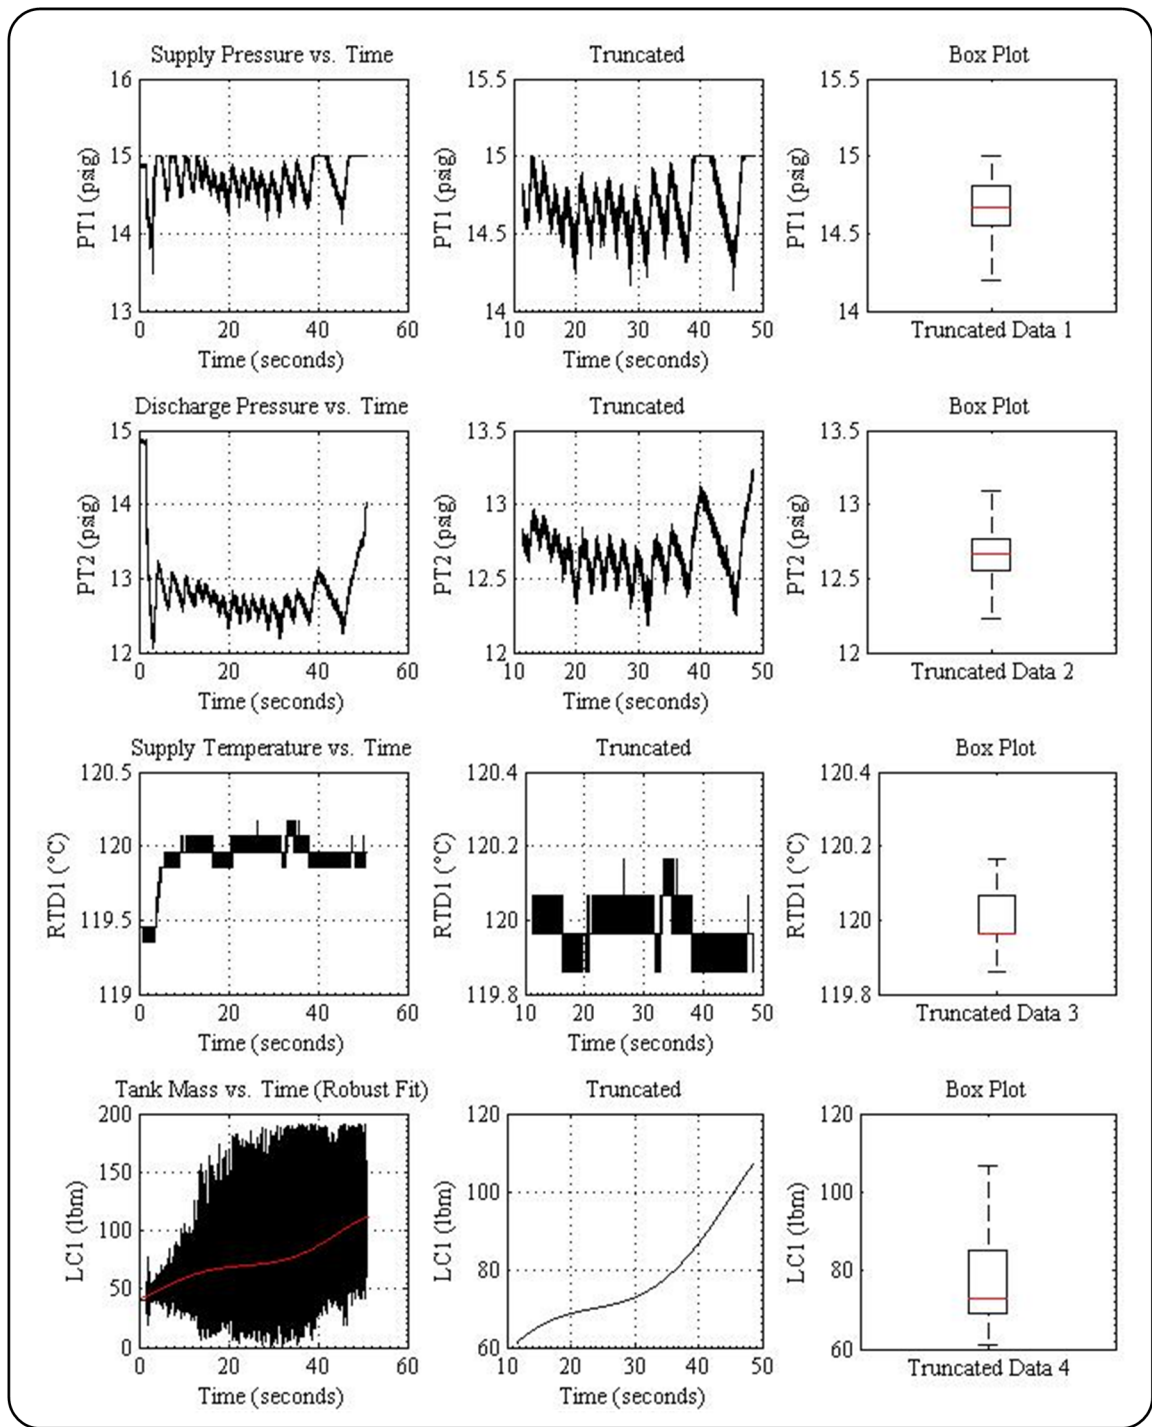 Supply Pressure vs. Time
Truncated
Box Plot
16
15
14
13
PT1 (psig)
0 20 40 60
Time (seconds)
15.5
15
14.5
14
PT1 (psig)
10 20 30 40 50
Time (seconds)
15.5
15
14.5
14
PT1 (psig)
Truncated Data 1
Discharge Pressure vs. Time
Truncated
Box Plot
15
14
13
12
PT2 (psig)
0 20 40 60
Time (seconds)
13.5
13
12.5
12
PT2 (psig)
10 20 30 40 50
Time (seconds)
13.5
13
12.5
12
PT2 (psig)
Truncated Data 2
Supply Temperature vs. Time
Truncated
Box Plot
120.5
120
119.5
119
RTD1 (°C)
0 20 40 60
Time (seconds)
120.4
120.2
120
119.8
RTD1 (°C)
10 20 30 40 50
Time (seconds)
120.4
120.2
120
119.8
RTD1 (°C)
Truncated Data 3
Tank Mass vs. Time (Robust Fit)
Truncated
Box Plot
200
150
100
50
0
LC1 (lbm)
0 20 40 60
Time (seconds)
120
100
80
60
LC1 (lbm)
10 20 30 40 50
Time (seconds)
120
100
80
60
LC1 (lbm)
Truncated Data 4